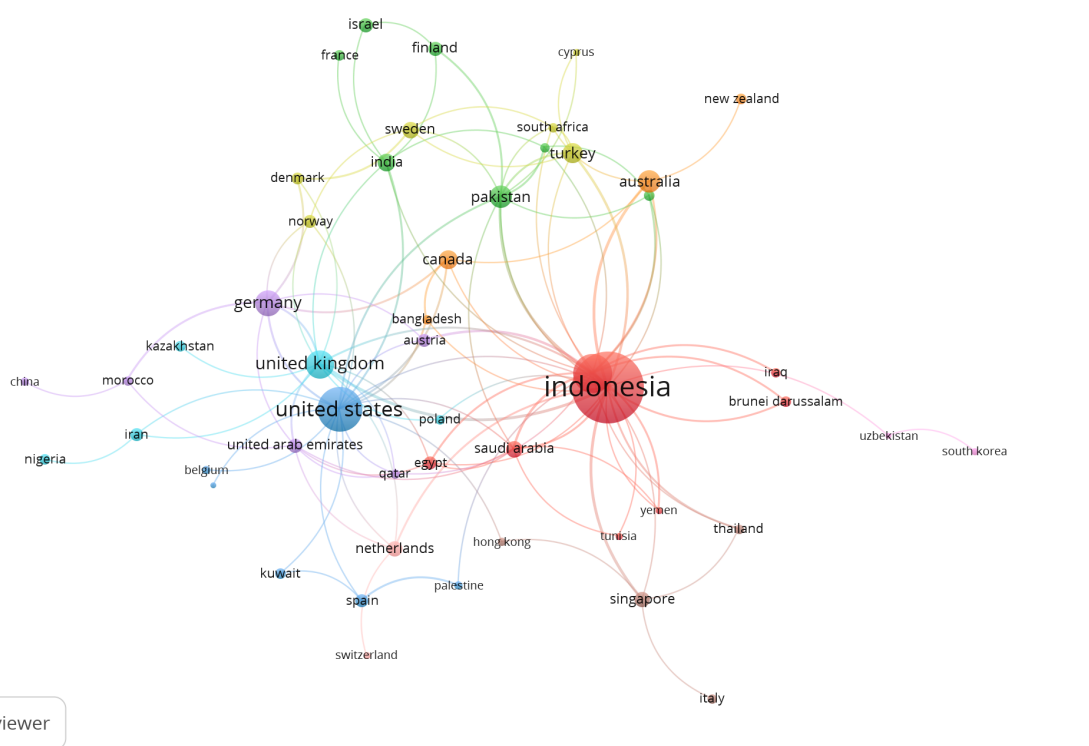 israel
finland
france
cyprus
new zealand
sweden
south africa
india
turkey
denmark
australia
pakistan
norway
canada
germany
bangladesh
austria
kazakhstan
united kingdom
iraq
china
morocco
indonesia
brunei darussalam
united states
poland
iran
uzbekistan
united arab emirates
saudi arabia
south korea
nigeria
belgium
qatar
egypt
yemen
thailand
tunisia
hong kong
netherlands
kuwait
palestine
spain
singapore
switzerland
italy
viewer